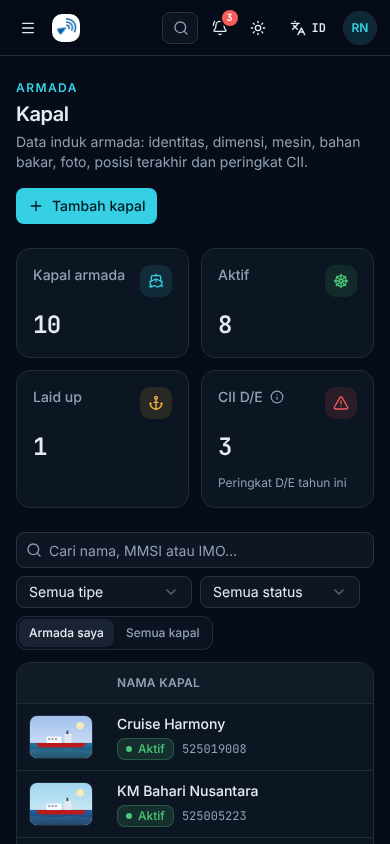 3
ID
RN
ARMADA
Kapal
Data induk armada: identitas, dimensi, mesin, bahan
bakar, foto, posisi terakhir dan peringkat CII.
Tambah kapal
Kapal armada
10
Aktif
8
Laid up
1
CII D/E
3
Peringkat D/E tahun ini
Cari nama, MMSI atau IMO...
Semua tipe
Semua status
Armada saya
Semua kapal
NAMA KAPAL
Cruise Harmony
Aktif 525019008
KM Bahari Nusantara
Aktif 525005223